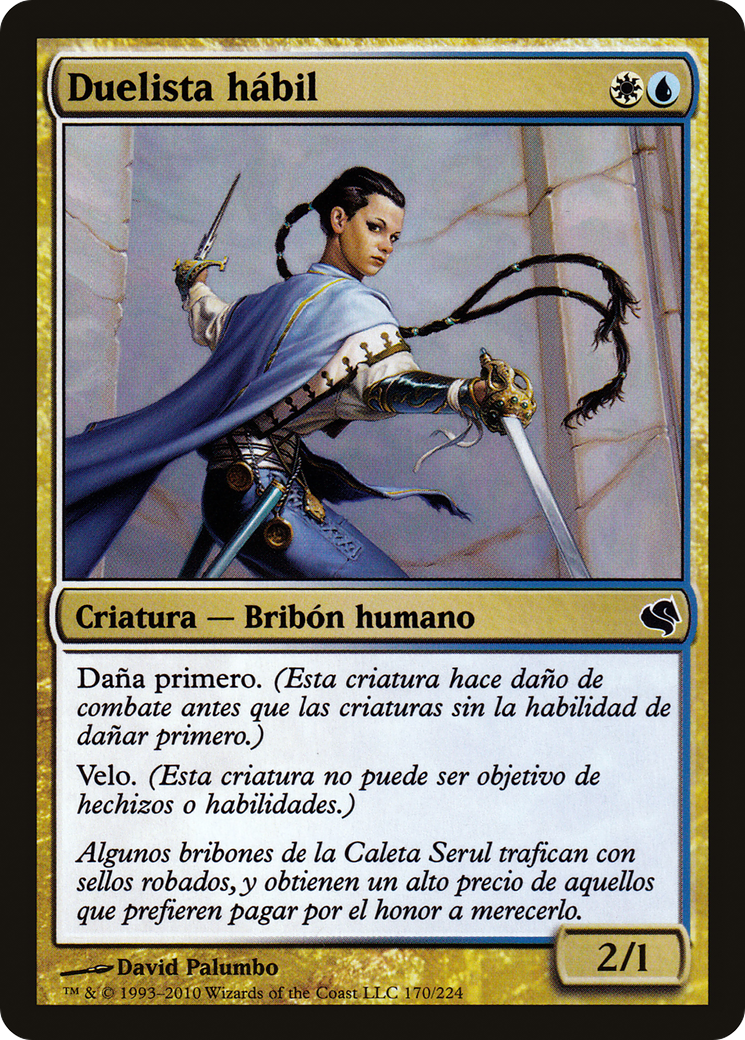 Duelista hábil
Criatura — Bribón humano
Daña primero. (Esta criatura hace daño de
combate antes que las criaturas sin la habilidad de
dañar primero.)
Velo. (Esta criatura no puede ser objetivo de
hechizos o habilidades.)
Algunos bribones de la Caleta Serul trafican con
sellos robados, y obtienen un alto precio de aquellos
que prefieren pagar por el honor a merecerlo.
2/1
David Palumbo
™ & © 1993–2010 Wizards of the Coast LLC 170/224